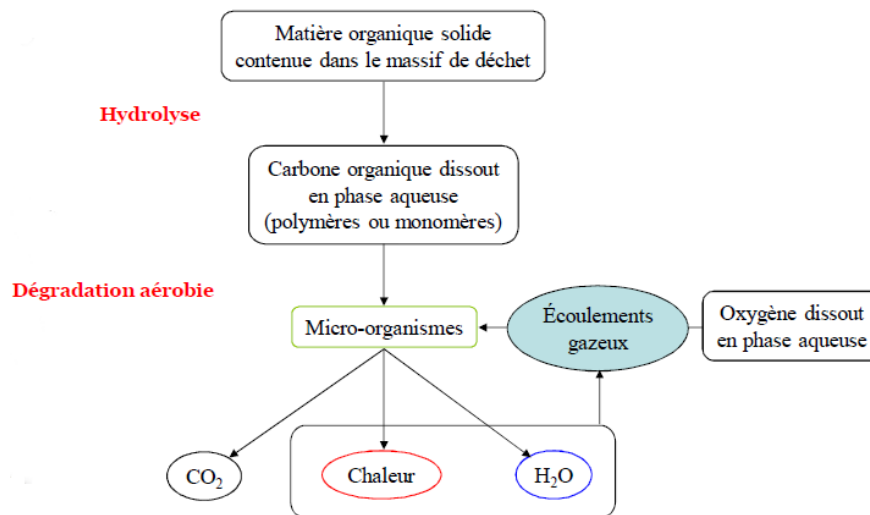 Matière organique solide
contenue dans le massif de déchet
Hydrolyse
Carbone organique dissout
en phase aqueuse
(polymères ou monomères)
Dégradation aérobie
Micro-organismes
Écoulements
gazeux
Oxygène dissout
en phase aqueuse
CO₂
Chaleur
H₂O